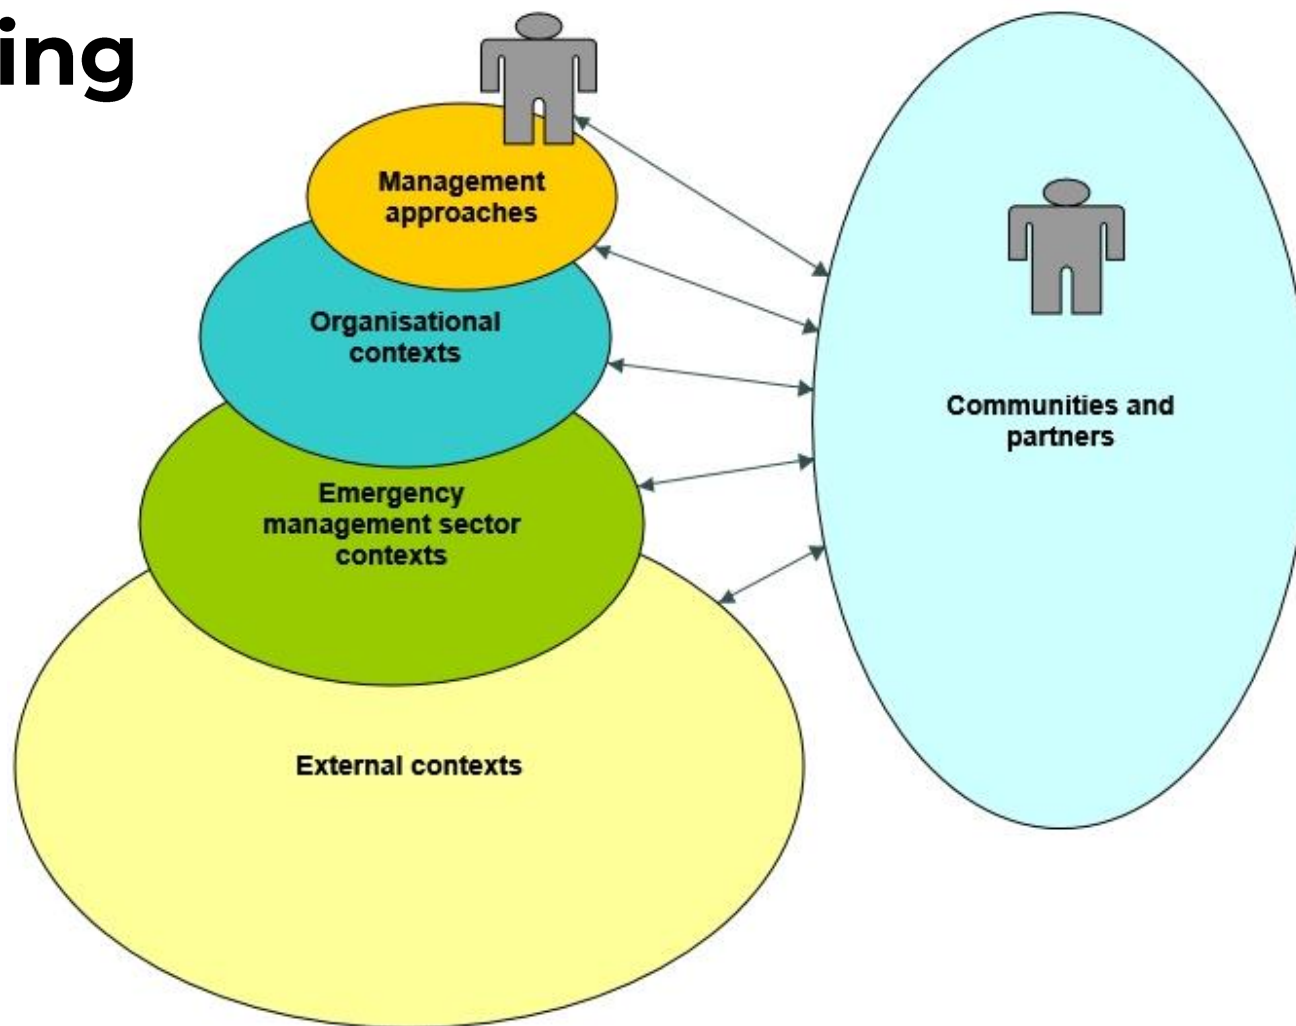 ing
Management
approaches
Organisational
contexts
Emergency
management sector
contexts
External contexts
Communities and
partners